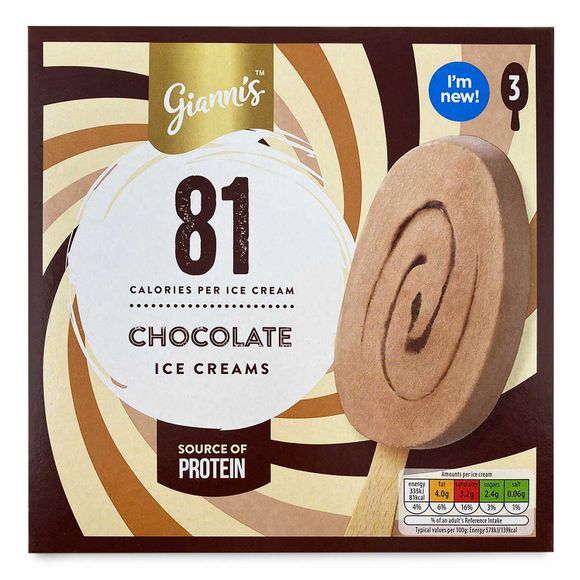 Gianni's™
I'm
new!
3
81
CALORIES PER ICE CREAM
CHOCOLATE
ICE CREAMS
SOURCE OF
PROTEIN
Amounts per ice cream
energy
335kJ
81kcal
4%
fat
4.0g
6%
saturates
3.2g
16%
sugars
2.4g
3%
salt
0.06g
1%
% of an adult's Reference Intake
Typical values per 100g: Energy 578kJ/139kcal